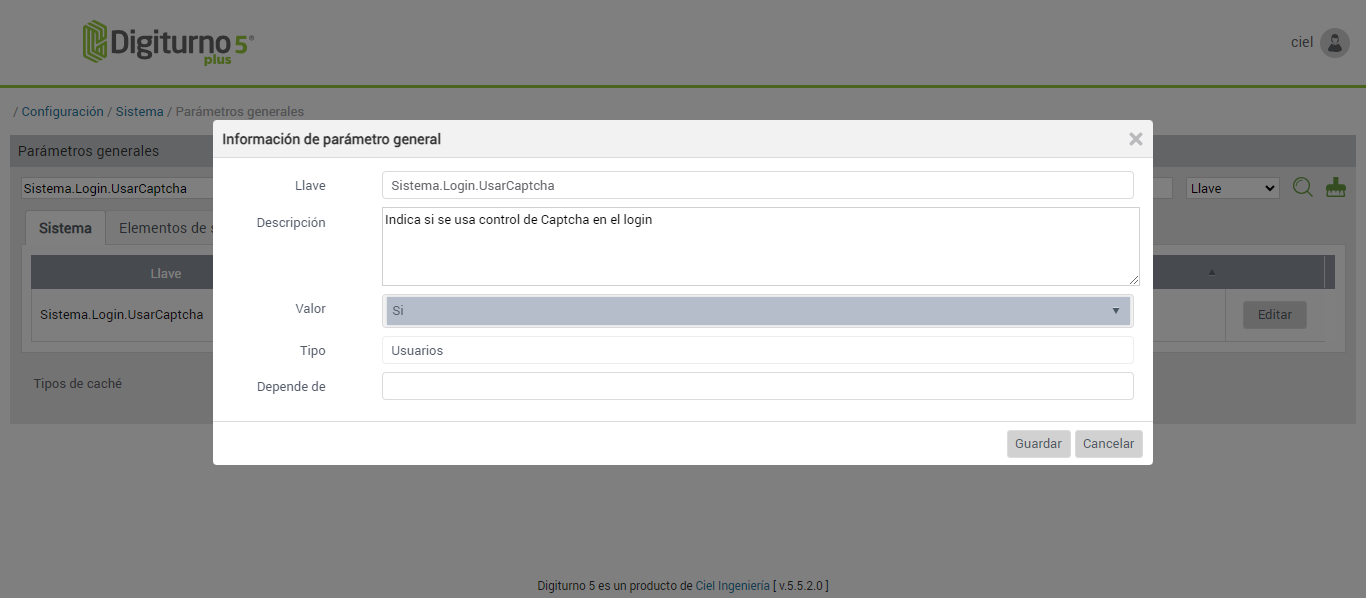 Digiturno 5®
plus
ciel
/ Configuración / Sistema / Parámetros generales
Información de parámetro general
Parámetros generales
Llave
Sistema.Login.UsarCaptcha
Sistema.Login.UsarCaptcha
Llave
Descripción
Indica si se usa control de Captcha en el login
Sistema
Elementos de s
Llave
Valor
Si
Sistema.Login.UsarCaptcha
Editar
Tipo
Usuarios
Tipos de caché
Depende de
Guardar
Cancelar
Digiturno 5 es un producto de Ciel Ingeniería [ v.5.5.2.0 ]